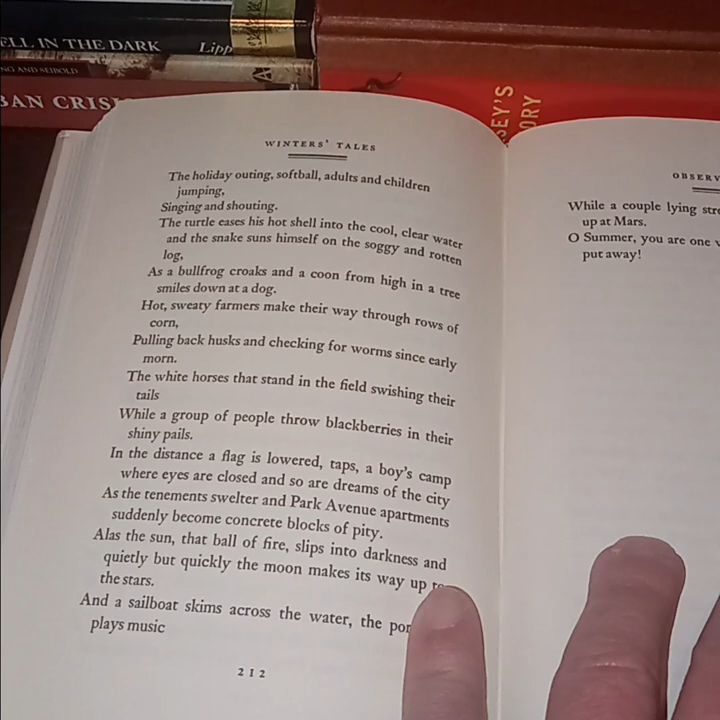 ELL IN THE DARK
Lipp
NG AND SEIBOLD
BAN CRIS
SEY'S
ORY
WINTERS' TALES
The holiday outing, softball, adults and children
jumping,
Singing and shouting.
The turtle eases his hot shell into the cool, clear water
and the snake suns himself on the soggy and rotten
log,
As a bullfrog croaks and a coon from high in a tree
smiles down at a dog.
Hot, sweaty farmers make their way through rows of
corn,
Pulling back husks and checking for worms since early
morn.
The white horses that stand in the field swishing their
tails
While a group of people throw blackberries in their
shiny pails.
In the distance a flag is lowered, taps, a boy's camp
where eyes are closed and so are dreams of the city
As the tenements swelter and Park Avenue apartments
suddenly become concrete blocks of pity.
Alas the sun, that ball of fire, slips into darkness and
quietly but quickly the moon makes its way up to
the stars.
And a sailboat skims across the water, the por
plays music
212
OBSERV
While a couple lying str
up at Mars.
O Summer, you are one
put away!